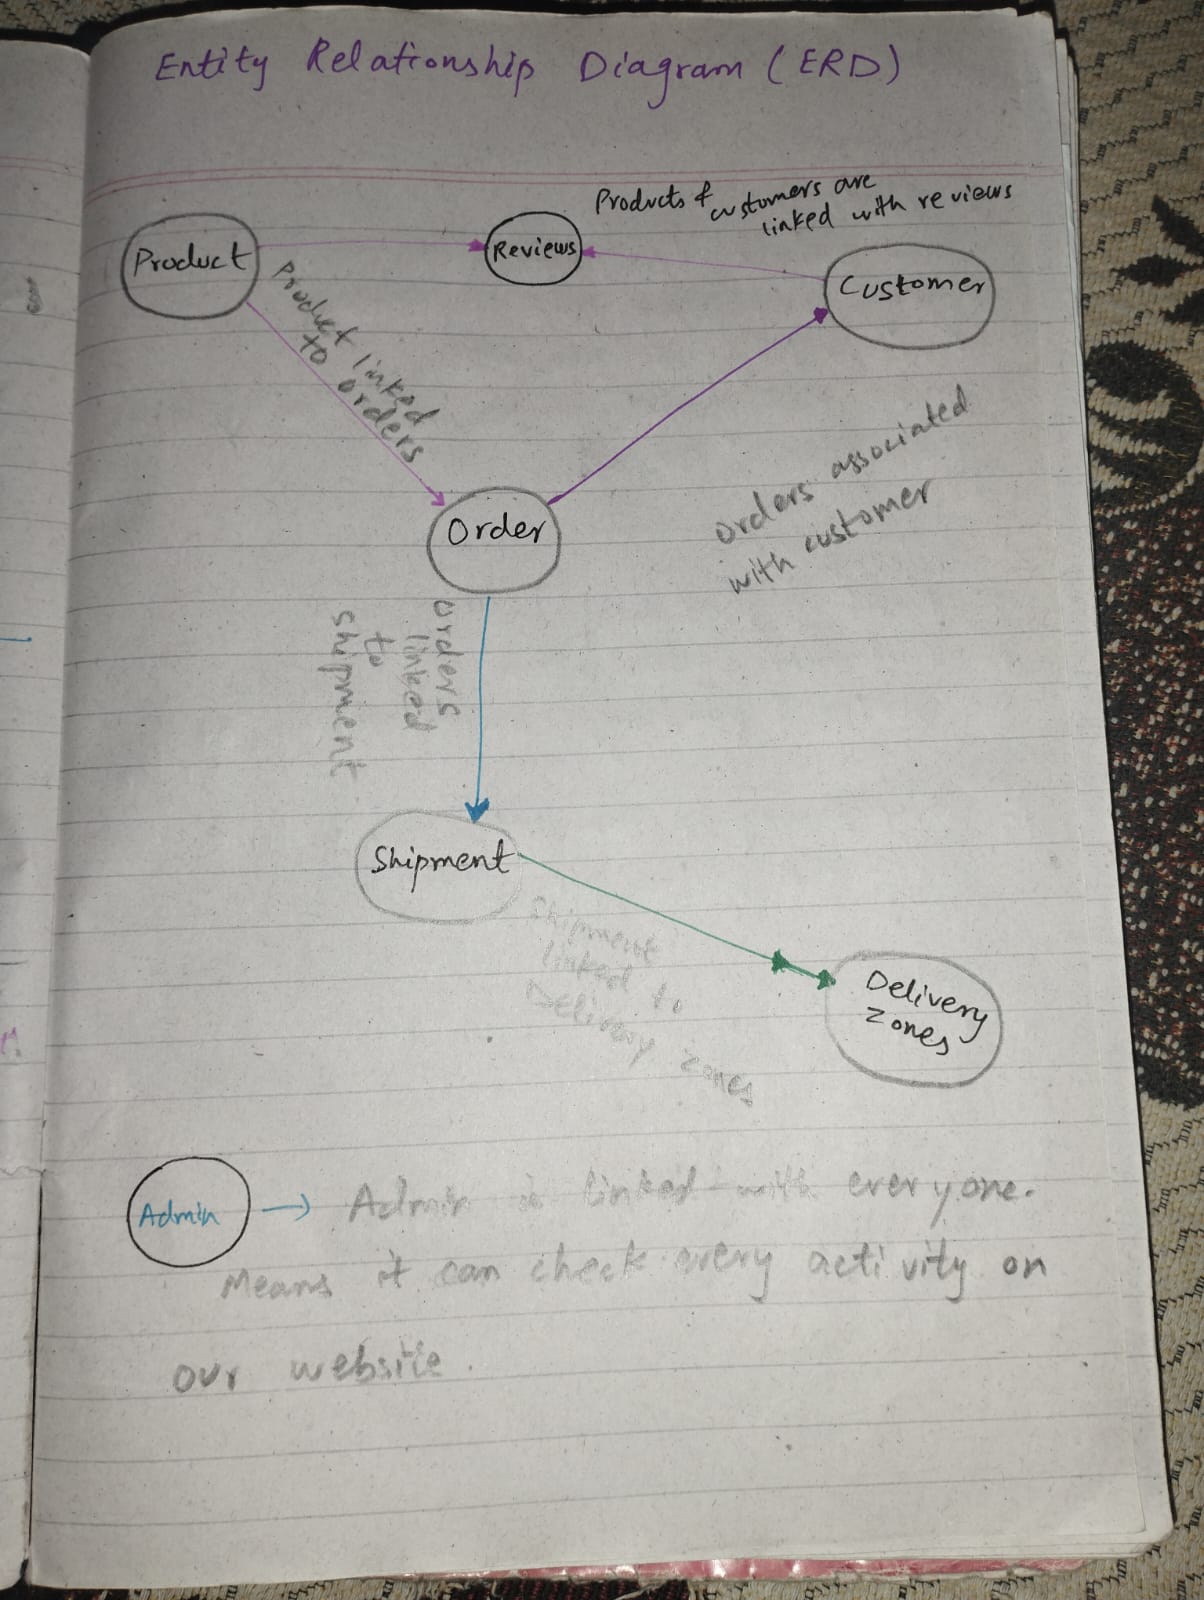 Entity Relationship Diagram (ERD)
Products &
customers are
linked with reviews
Product
Reviews
Customer
Product linked
to orders
Order
Orders associated
with customer
Orders
linked
to
shipment
Shipment
Shipment
linked to
Delivery zones
Delivery
Zones
Admin
Admin is linked with everyone.
Means it can check every activity on
our website.